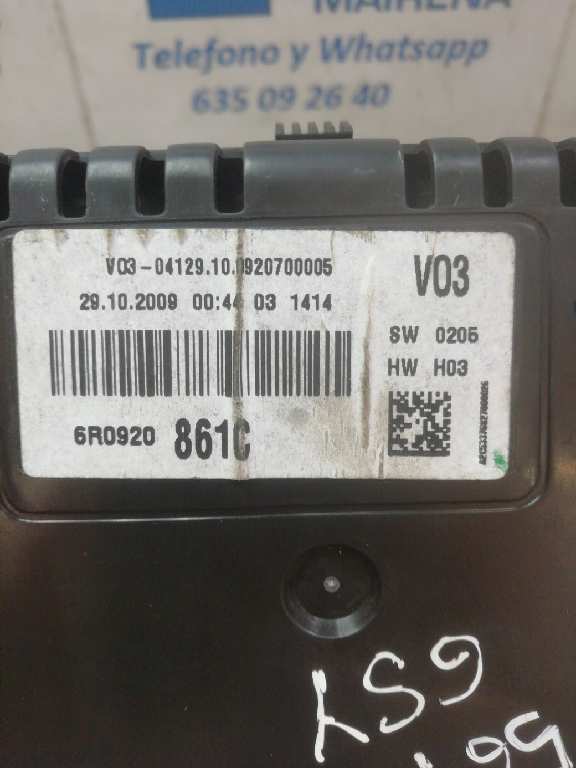 MAIRENA
Telefono y Whatsapp
635 09 26 40
V03-04129.10.0920700005
29.10.2009 00:44 03 1414
V03
SW 0205
HW H03
6R0920 861C